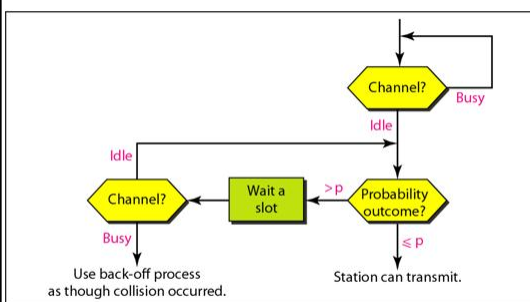 Channel?
Busy
Idle
Idle
Channel?
Wait a
slot
>p
Probability
outcome?
Busy
≤ p
Use back-off process
as though collision occurred.
Station can transmit.